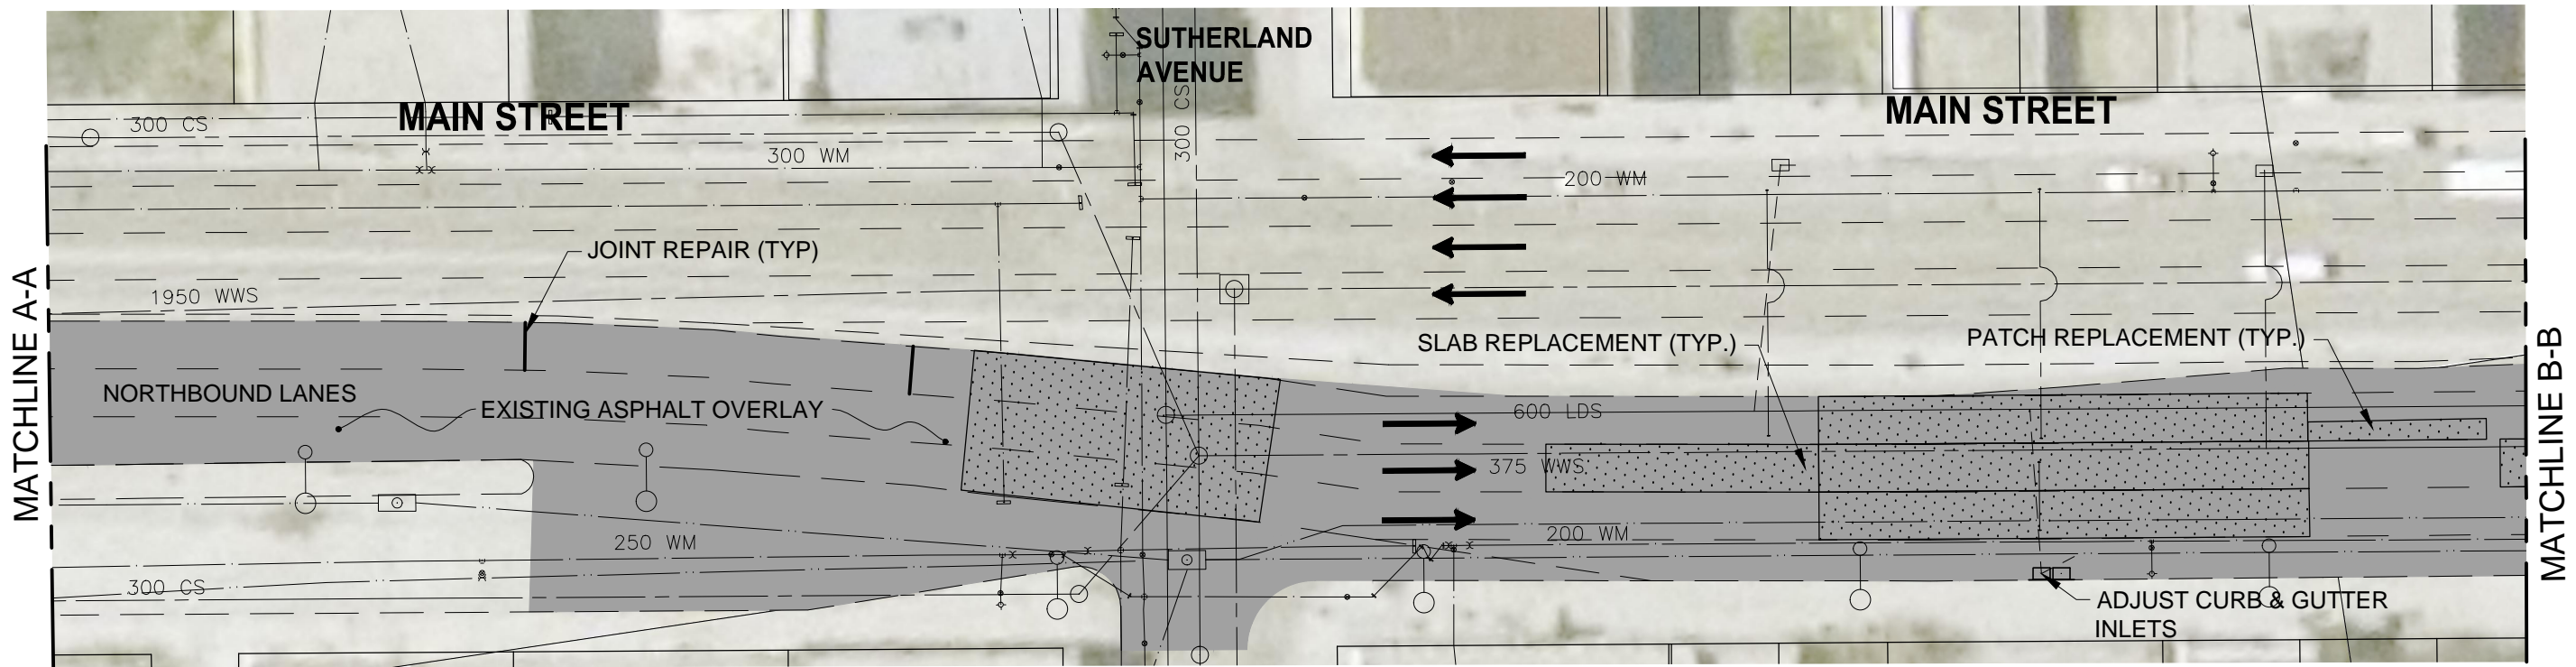 SUTHERLAND
AVENUE
MAIN STREET
MAIN STREET
300 CS
300 CS
300 WM
200 WM
JOINT REPAIR (TYP)
1950 WWS
SLAB REPLACEMENT (TYP.)
PATCH REPLACEMENT (TYP.)
MATCHLINE A-A
MATCHLINE B-B
NORTHBOUND LANES
EXISTING ASPHALT OVERLAY
600 LDS
375 WWS
250 WM
200 WM
300 CS
ADJUST CURB & GUTTER
INLETS